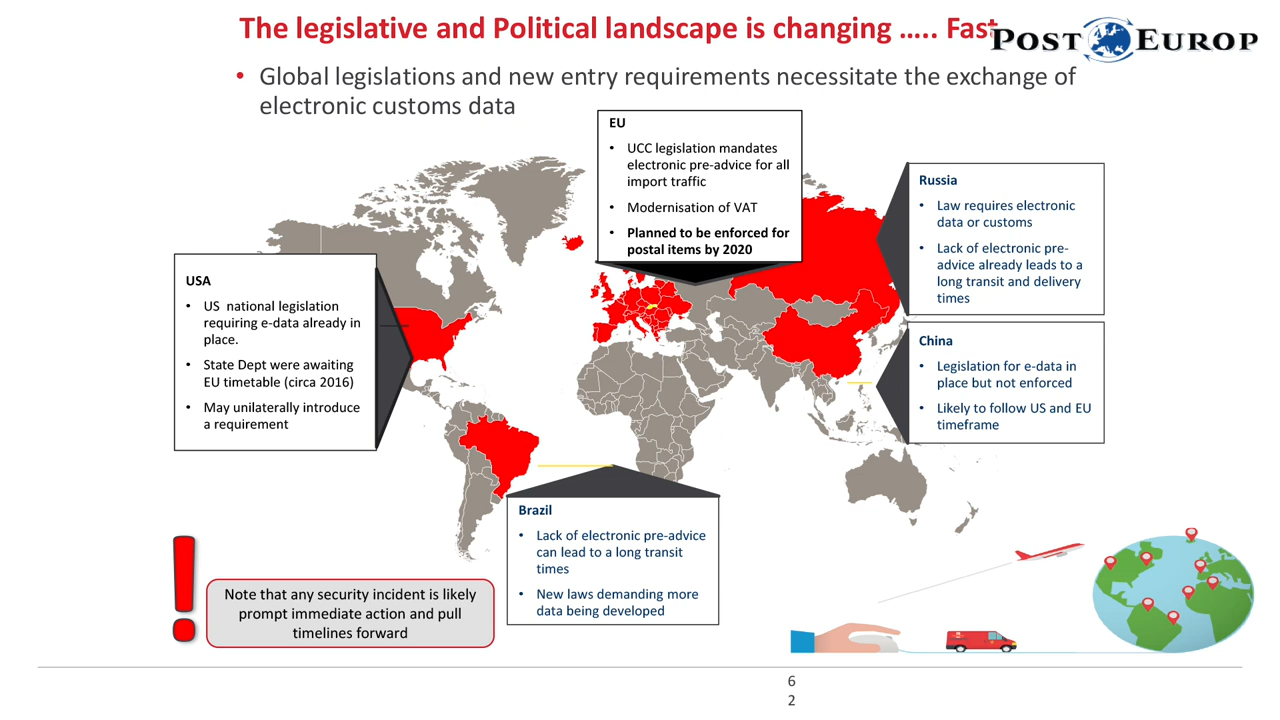 The legislative and Political landscape is changing ….. Fast
POST EUROP
• Global legislations and new entry requirements necessitate the exchange of
electronic customs data
EU
• UCC legislation mandates
electronic pre-advice for all
import traffic
• Modernisation of VAT
• Planned to be enforced for
postal items by 2020
Russia
• Law requires electronic
data or customs
• Lack of electronic pre-
advice already leads to a
long transit and delivery
times
USA
• US national legislation
requiring e-data already in
place.
• State Dept were awaiting
EU timetable (circa 2016)
• May unilaterally introduce
a requirement
China
• Legislation for e-data in
place but not enforced
• Likely to follow US and EU
timeframe
Brazil
• Lack of electronic pre-advice
can lead to a long transit
times
• New laws demanding more
data being developed
Note that any security incident is likely
prompt immediate action and pull
timelines forward
6
2